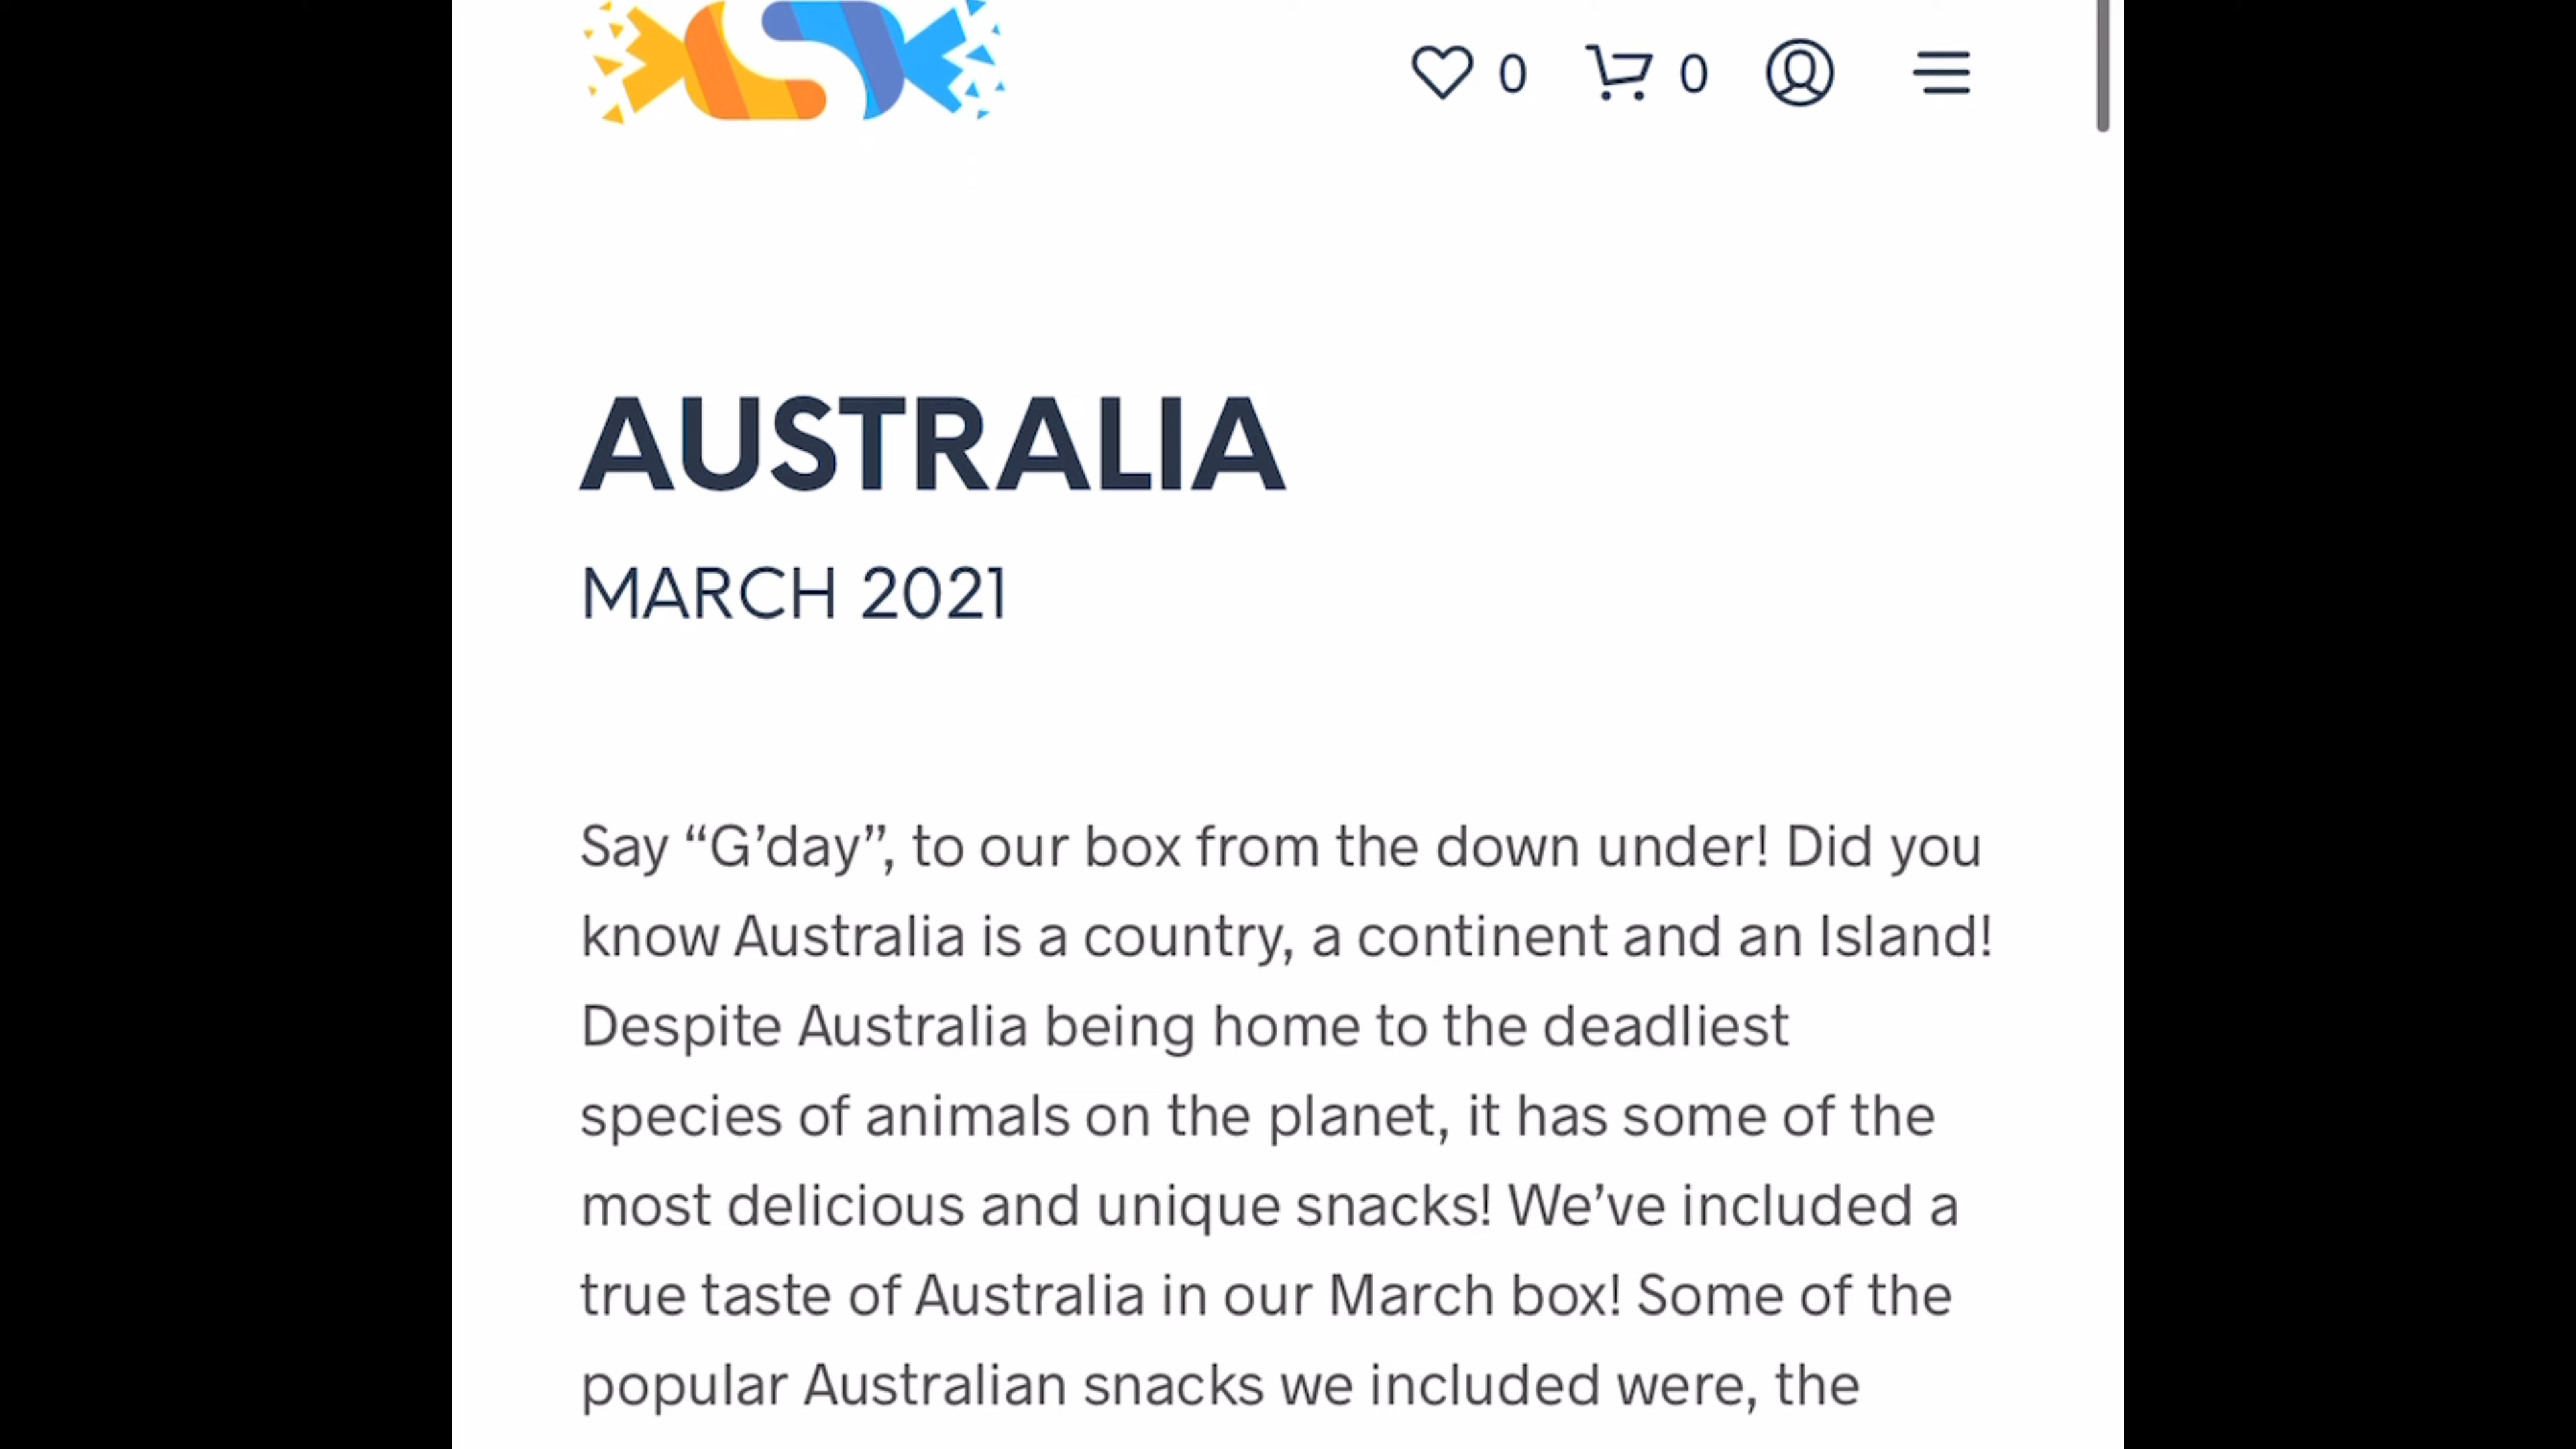 0 0
AUSTRALIA
MARCH 2021
Say “G’day”, to our box from the down under! Did you
know Australia is a country, a continent and an Island!
Despite Australia being home to the deadliest
species of animals on the planet, it has some of the
most delicious and unique snacks! We’ve included a
true taste of Australia in our March box! Some of the
popular Australian snacks we included were, the